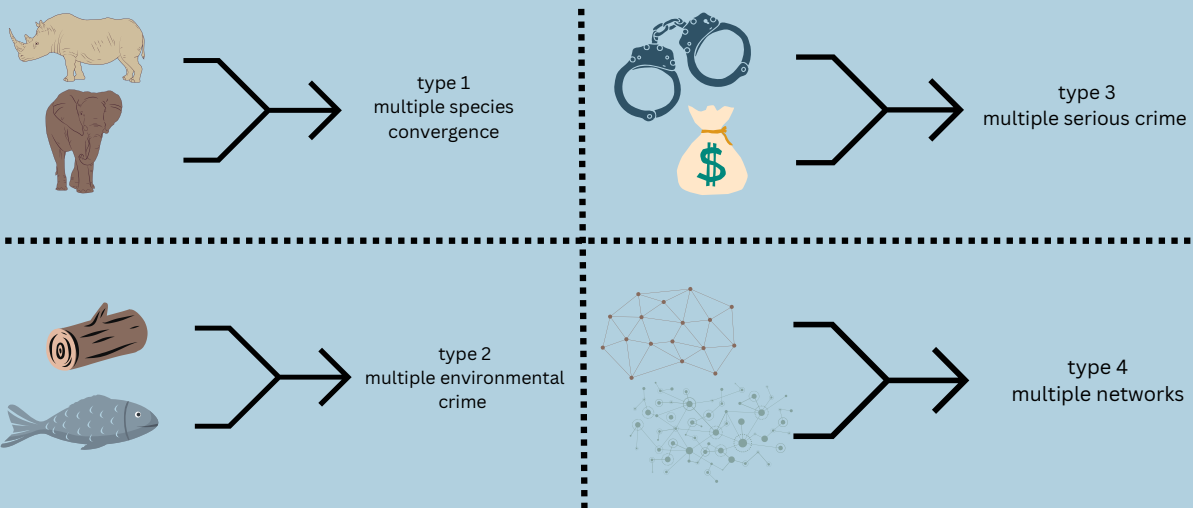 type 1
multiple species
convergence
type 3
multiple serious crime
$
type 2
multiple environmental
crime
type 4
multiple networks